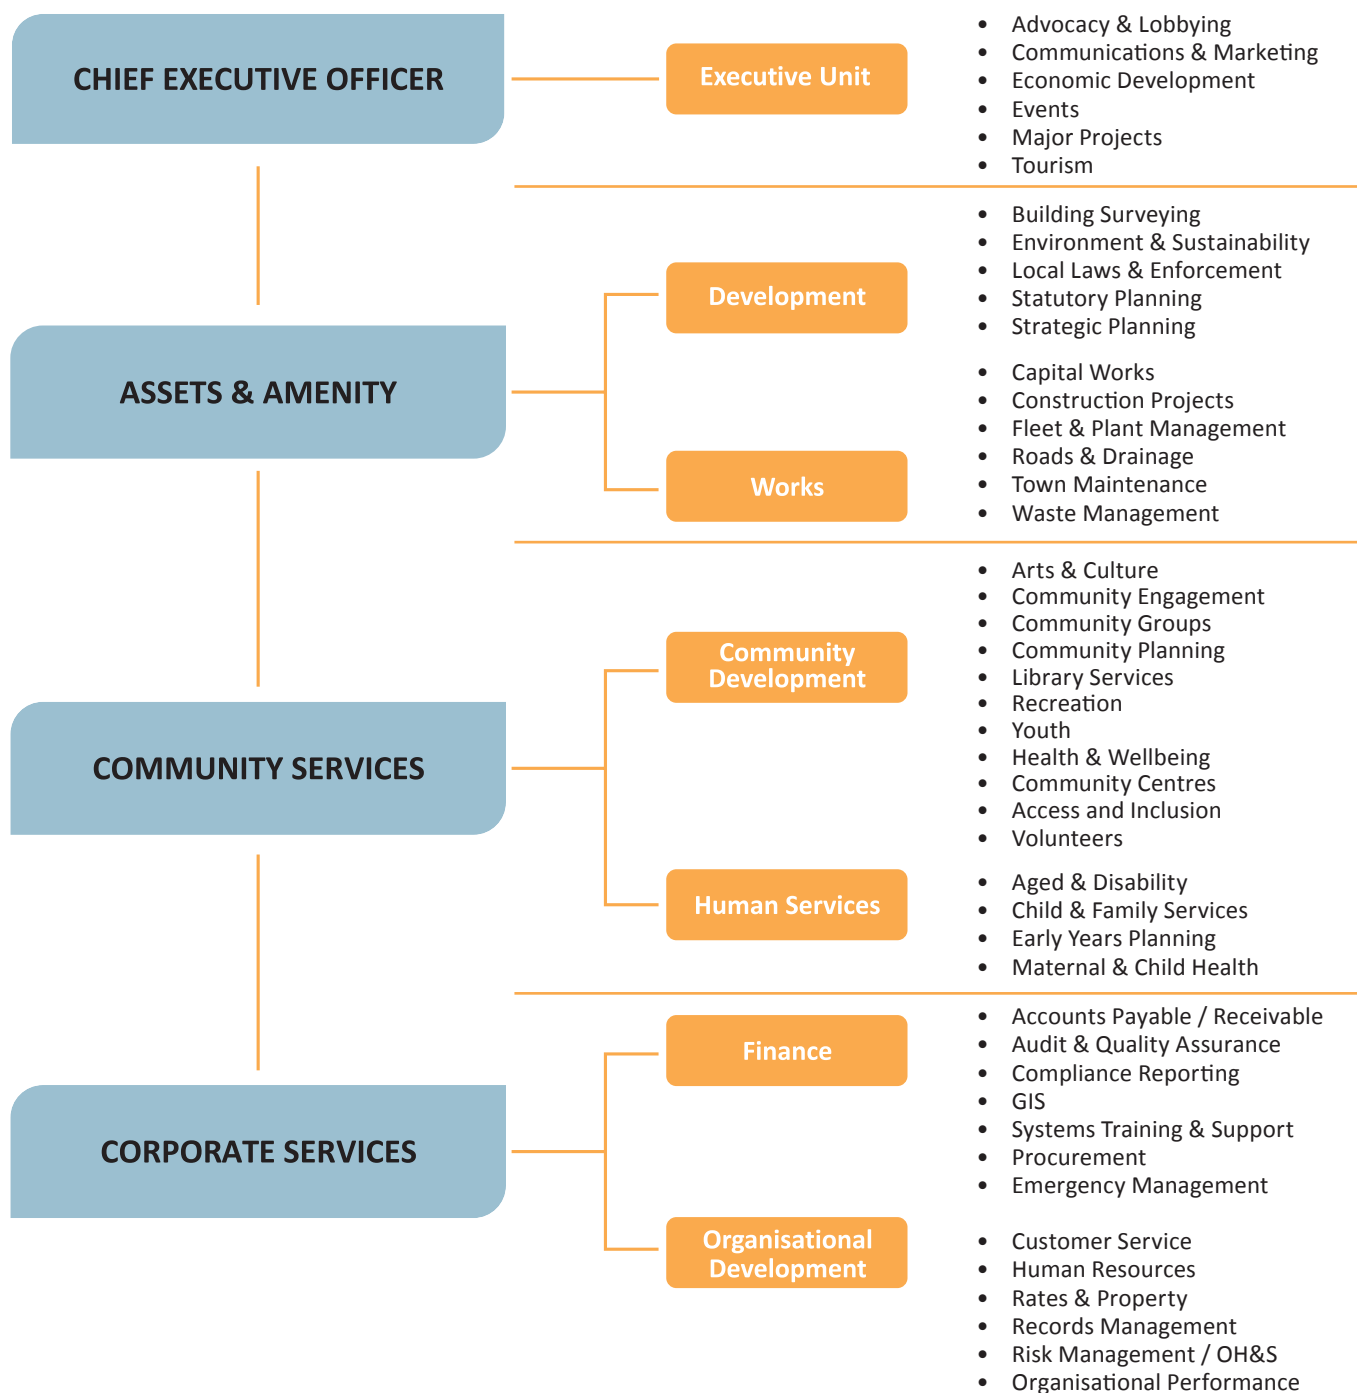 CHIEF EXECUTIVE OFFICER
Executive Unit
• Advocacy & Lobbying
• Communications & Marketing
• Economic Development
• Events
• Major Projects
• Tourism
ASSETS & AMENITY
Development
• Building Surveying
• Environment & Sustainability
• Local Laws & Enforcement
• Statutory Planning
• Strategic Planning
Works
• Capital Works
• Construction Projects
• Fleet & Plant Management
• Roads & Drainage
• Town Maintenance
• Waste Management
COMMUNITY SERVICES
Community
Development
• Arts & Culture
• Community Engagement
• Community Groups
• Community Planning
• Library Services
• Recreation
• Youth
• Health & Wellbeing
• Community Centres
• Access and Inclusion
• Volunteers
Human Services
• Aged & Disability
• Child & Family Services
• Early Years Planning
• Maternal & Child Health
CORPORATE SERVICES
Finance
• Accounts Payable / Receivable
• Audit & Quality Assurance
• Compliance Reporting
• GIS
• Systems Training & Support
• Procurement
• Emergency Management
Organisational
Development
• Customer Service
• Human Resources
• Rates & Property
• Records Management
• Risk Management / OH&S
• Organisational Performance